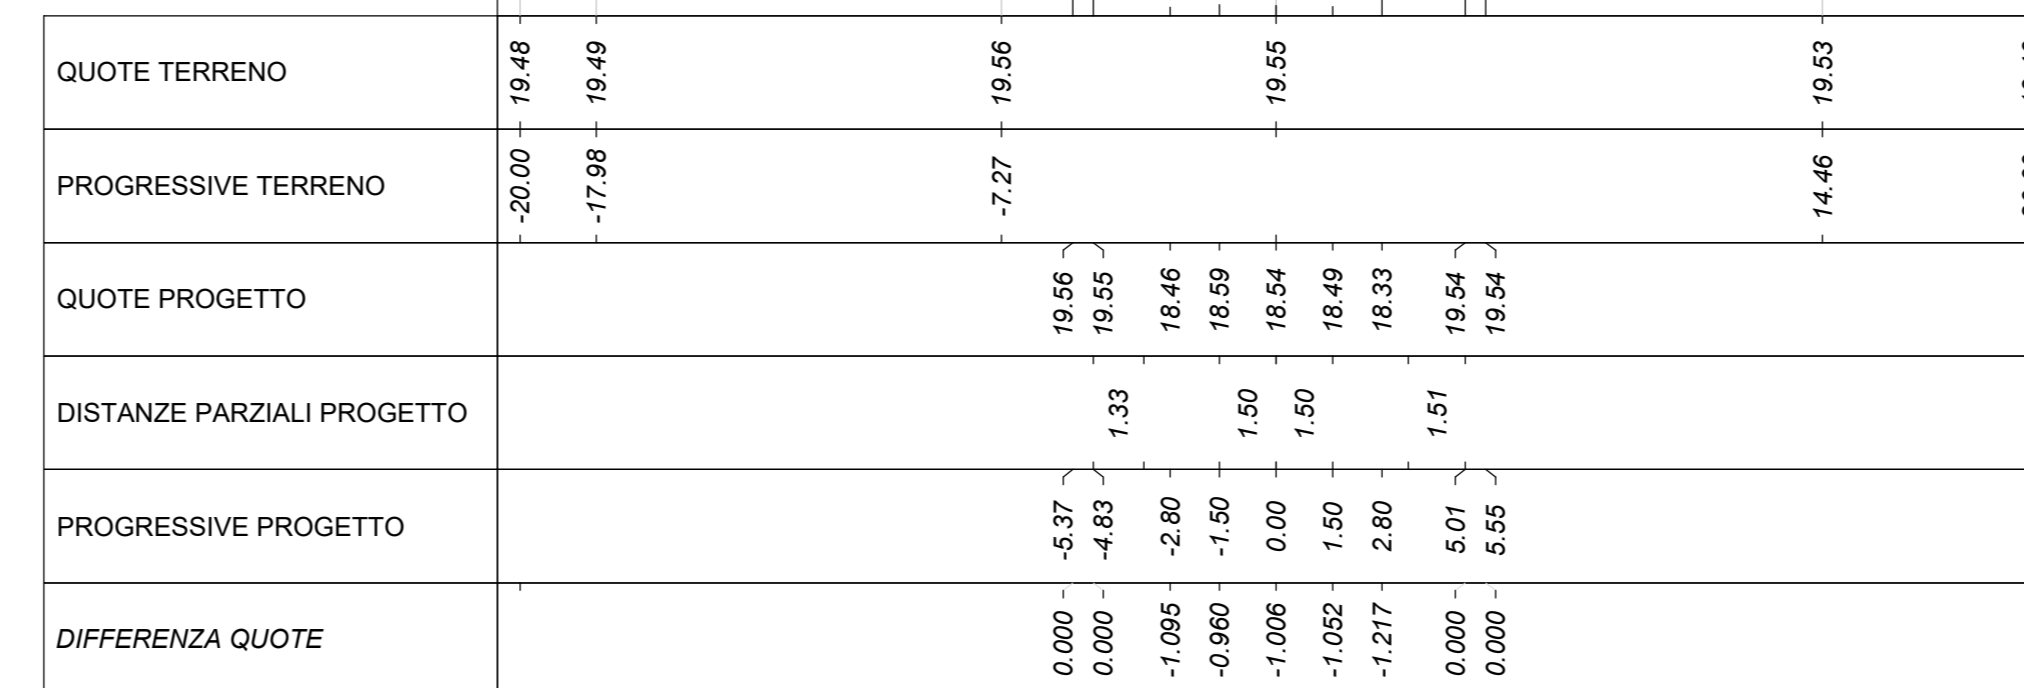 QUOTE TERRENO 19.48 19.49 19.56 19.55 19.53
PROGRESSIVE TERRENO -20.00 -17.98 -7.27 14.46
QUOTE PROGETTO 19.56 19.55 18.46 18.59 18.54 18.49 18.33 19.54 19.54
DISTANZE PARZIALI PROGETTO 1.33 1.50 1.50 1.51
PROGRESSIVE PROGETTO -5.37 -4.83 -2.80 -1.50 0.00 1.50 2.80 5.01 5.55
DIFFERENZA QUOTE 0.000 0.000 -1.095 -0.960 -1.006 -1.052 -1.217 0.000 0.000